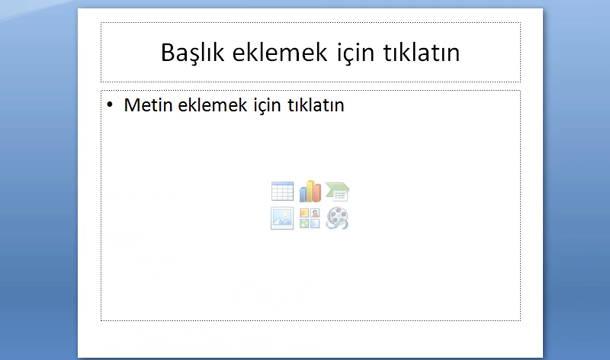 Başlık eklemek için tıklatın
• Metin eklemek için tıklatın